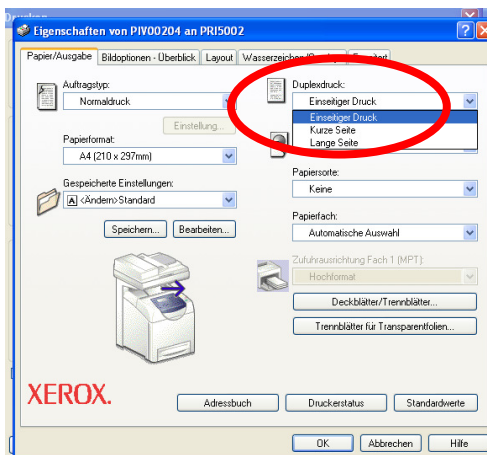 Eigenschaften von PIV00204 an PRI5002
Papier/Ausgabe Bildoptionen - Überblick Layout
Auftragstyp:
Normaldruck
Einstellung...
Papierformat:
A4 (210 x 297mm)
Gespeicherte Einstellungen:
<Ändern>Standard
Speichern... Bearbeiten...
XEROX.
Duplexdruck:
Einseitiger Druck
Einseitiger Druck
Kurze Seite
Lange Seite
Papiersorte:
Keine
Papierfach:
Automatische Auswahl
Zufuhrausrichtung Fach 1 (MPT):
Hochformat
Deckblätter/Trennblätter...
Trennblätter für Transparentfolien...
Adressbuch Druckerstatus Standardwerte
OK Abbrechen Hilfe